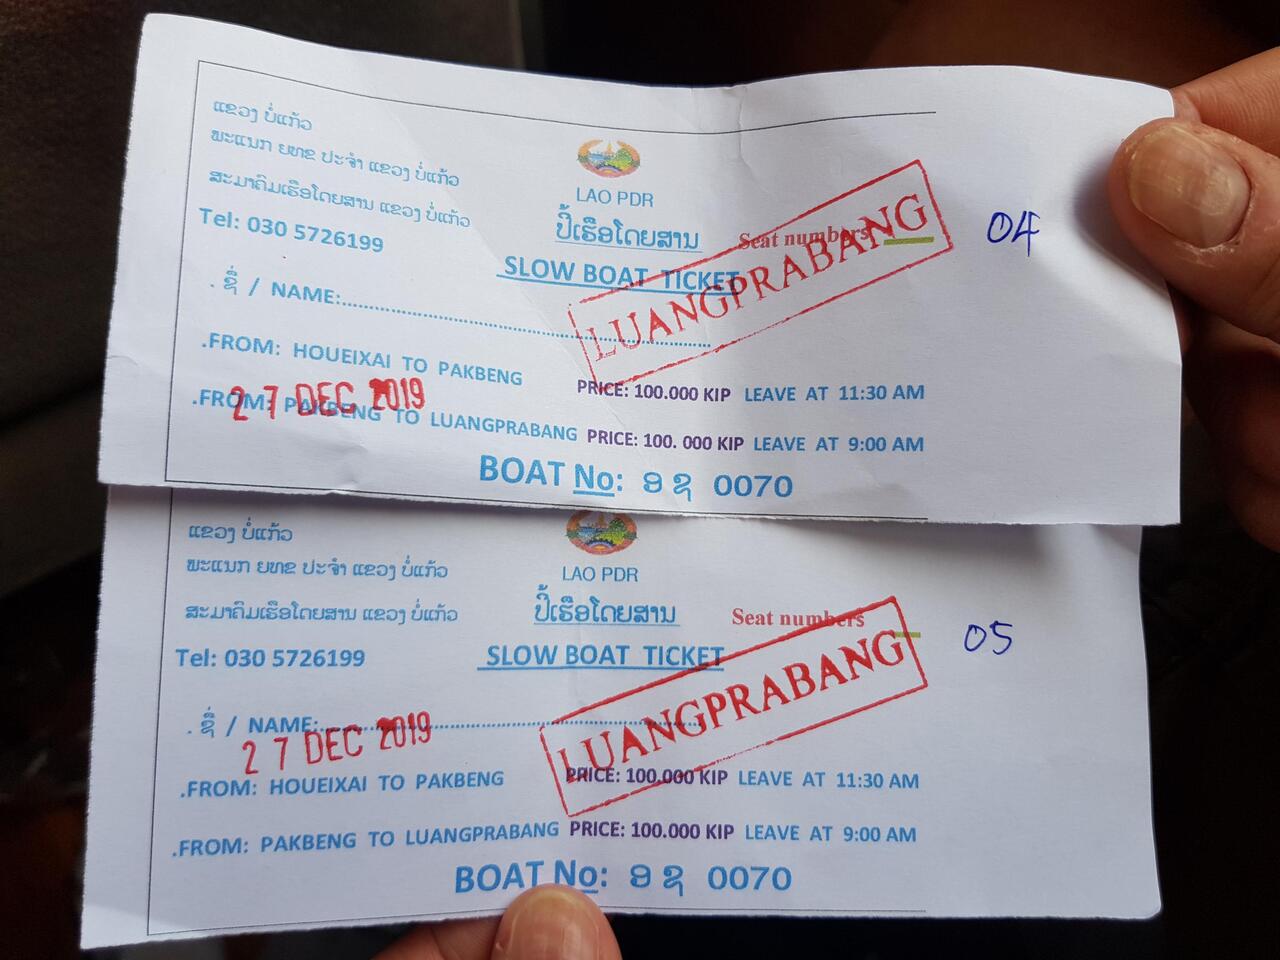 ແຂວງ ບໍ່ແກ້ວ
ພະແນກ ຍທຂ ປະຈຳ ແຂວງ ບໍ່ແກ້ວ
ສະມາຄົມເຮືອໂດຍສານ ແຂວງ ບໍ່ແກ້ວ
Tel: 030 5726199
LAO PDR
ປີ້ເຮືອໂດຍສານ
SLOW BOAT TICKET
Seat numbers 04
LUANGPRABANG
. ຊື່ / NAME:
.FROM: HOUEIXAI TO PAKBENG PRICE: 100.000 KIP LEAVE AT 11:30 AM
27 DEC 2019
.FROM: PAKBENG TO LUANGPRABANG PRICE: 100. 000 KIP LEAVE AT 9:00 AM
BOAT No: ອ ຊ 0070
ແຂວງ ບໍ່ແກ້ວ
ພະແນກ ຍທຂ ປະຈຳ ແຂວງ ບໍ່ແກ້ວ
ສະມາຄົມເຮືອໂດຍສານ ແຂວງ ບໍ່ແກ້ວ
Tel: 030 5726199
LAO PDR
ປີ້ເຮືອໂດຍສານ
SLOW BOAT TICKET
Seat numbers 05
LUANGPRABANG
. ຊື່ / NAME:
27 DEC 2019
.FROM: HOUEIXAI TO PAKBENG PRICE: 100.000 KIP LEAVE AT 11:30 AM
.FROM: PAKBENG TO LUANGPRABANG PRICE: 100.000 KIP LEAVE AT 9:00 AM
BOAT No: ອ ຊ 0070